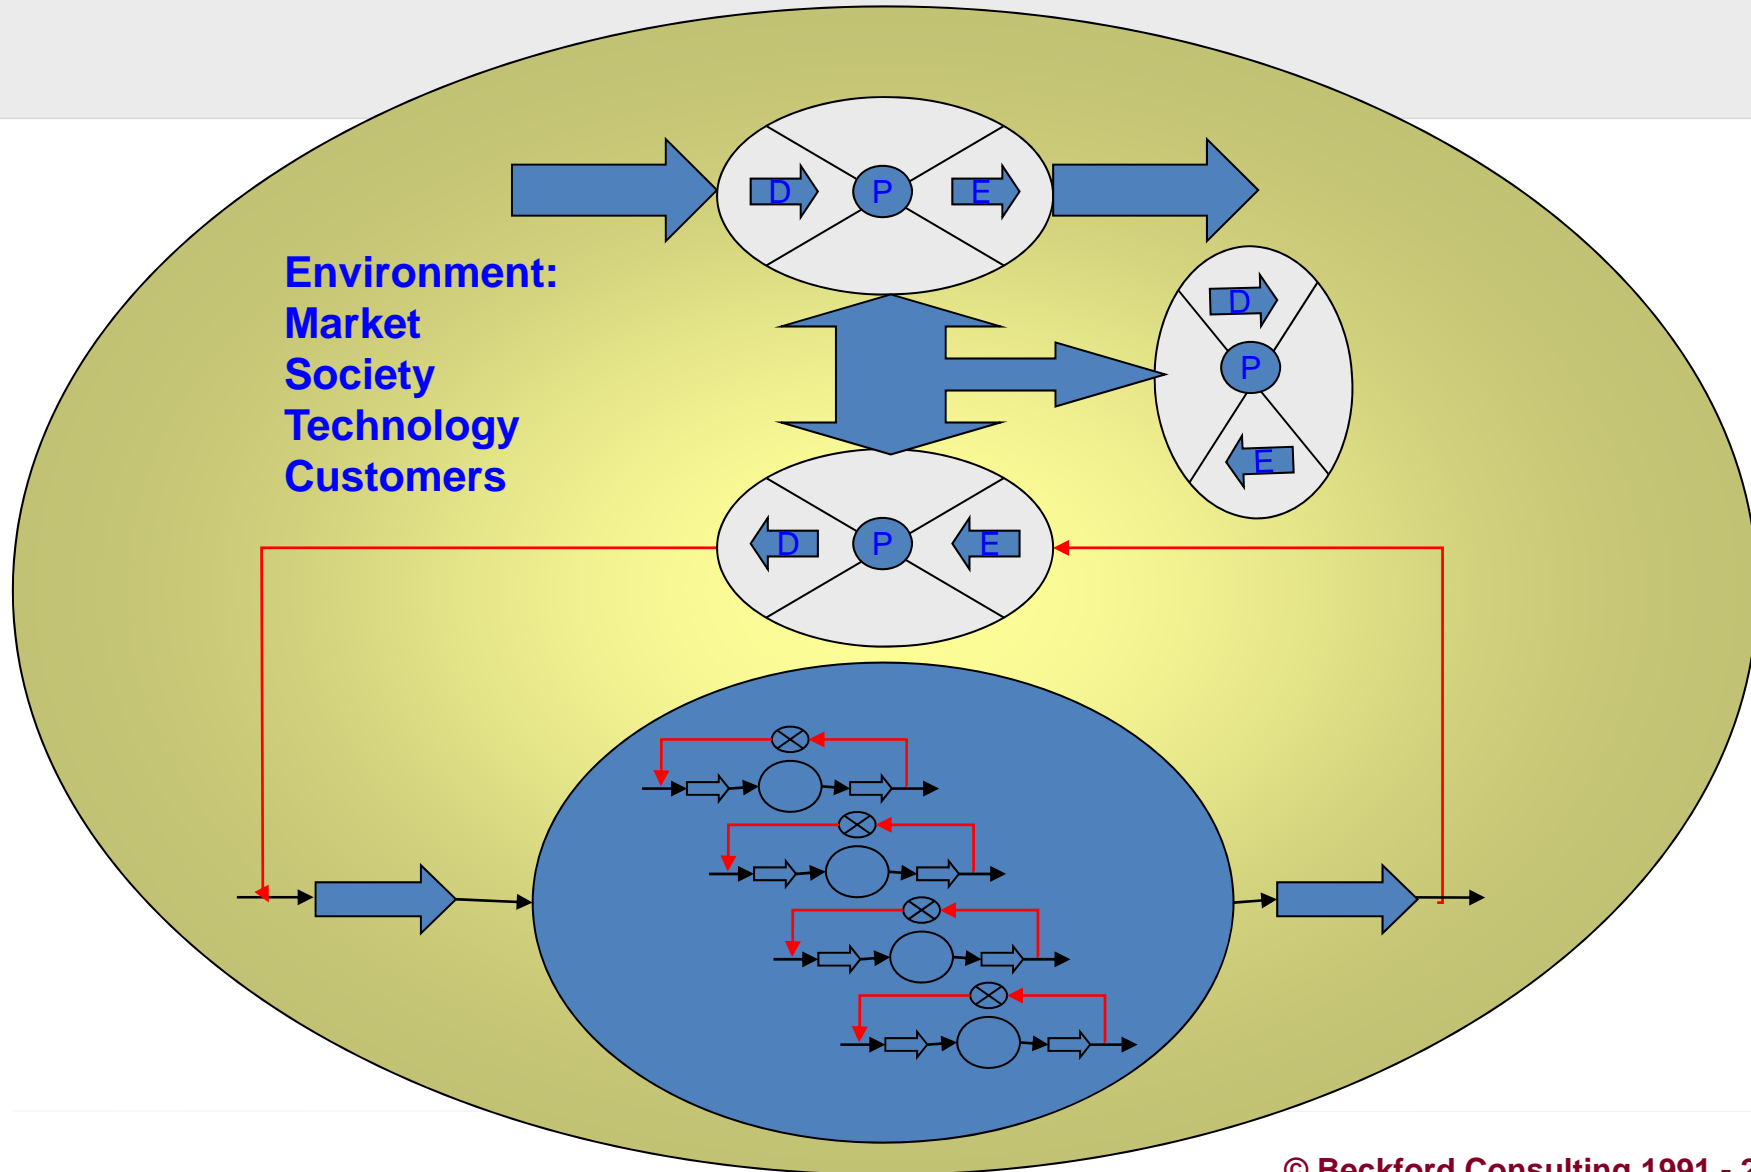 D P E
Environment:
Market
Society
Technology
Customers
D
P
E
D P E
© Beckford Consulting 1991 -